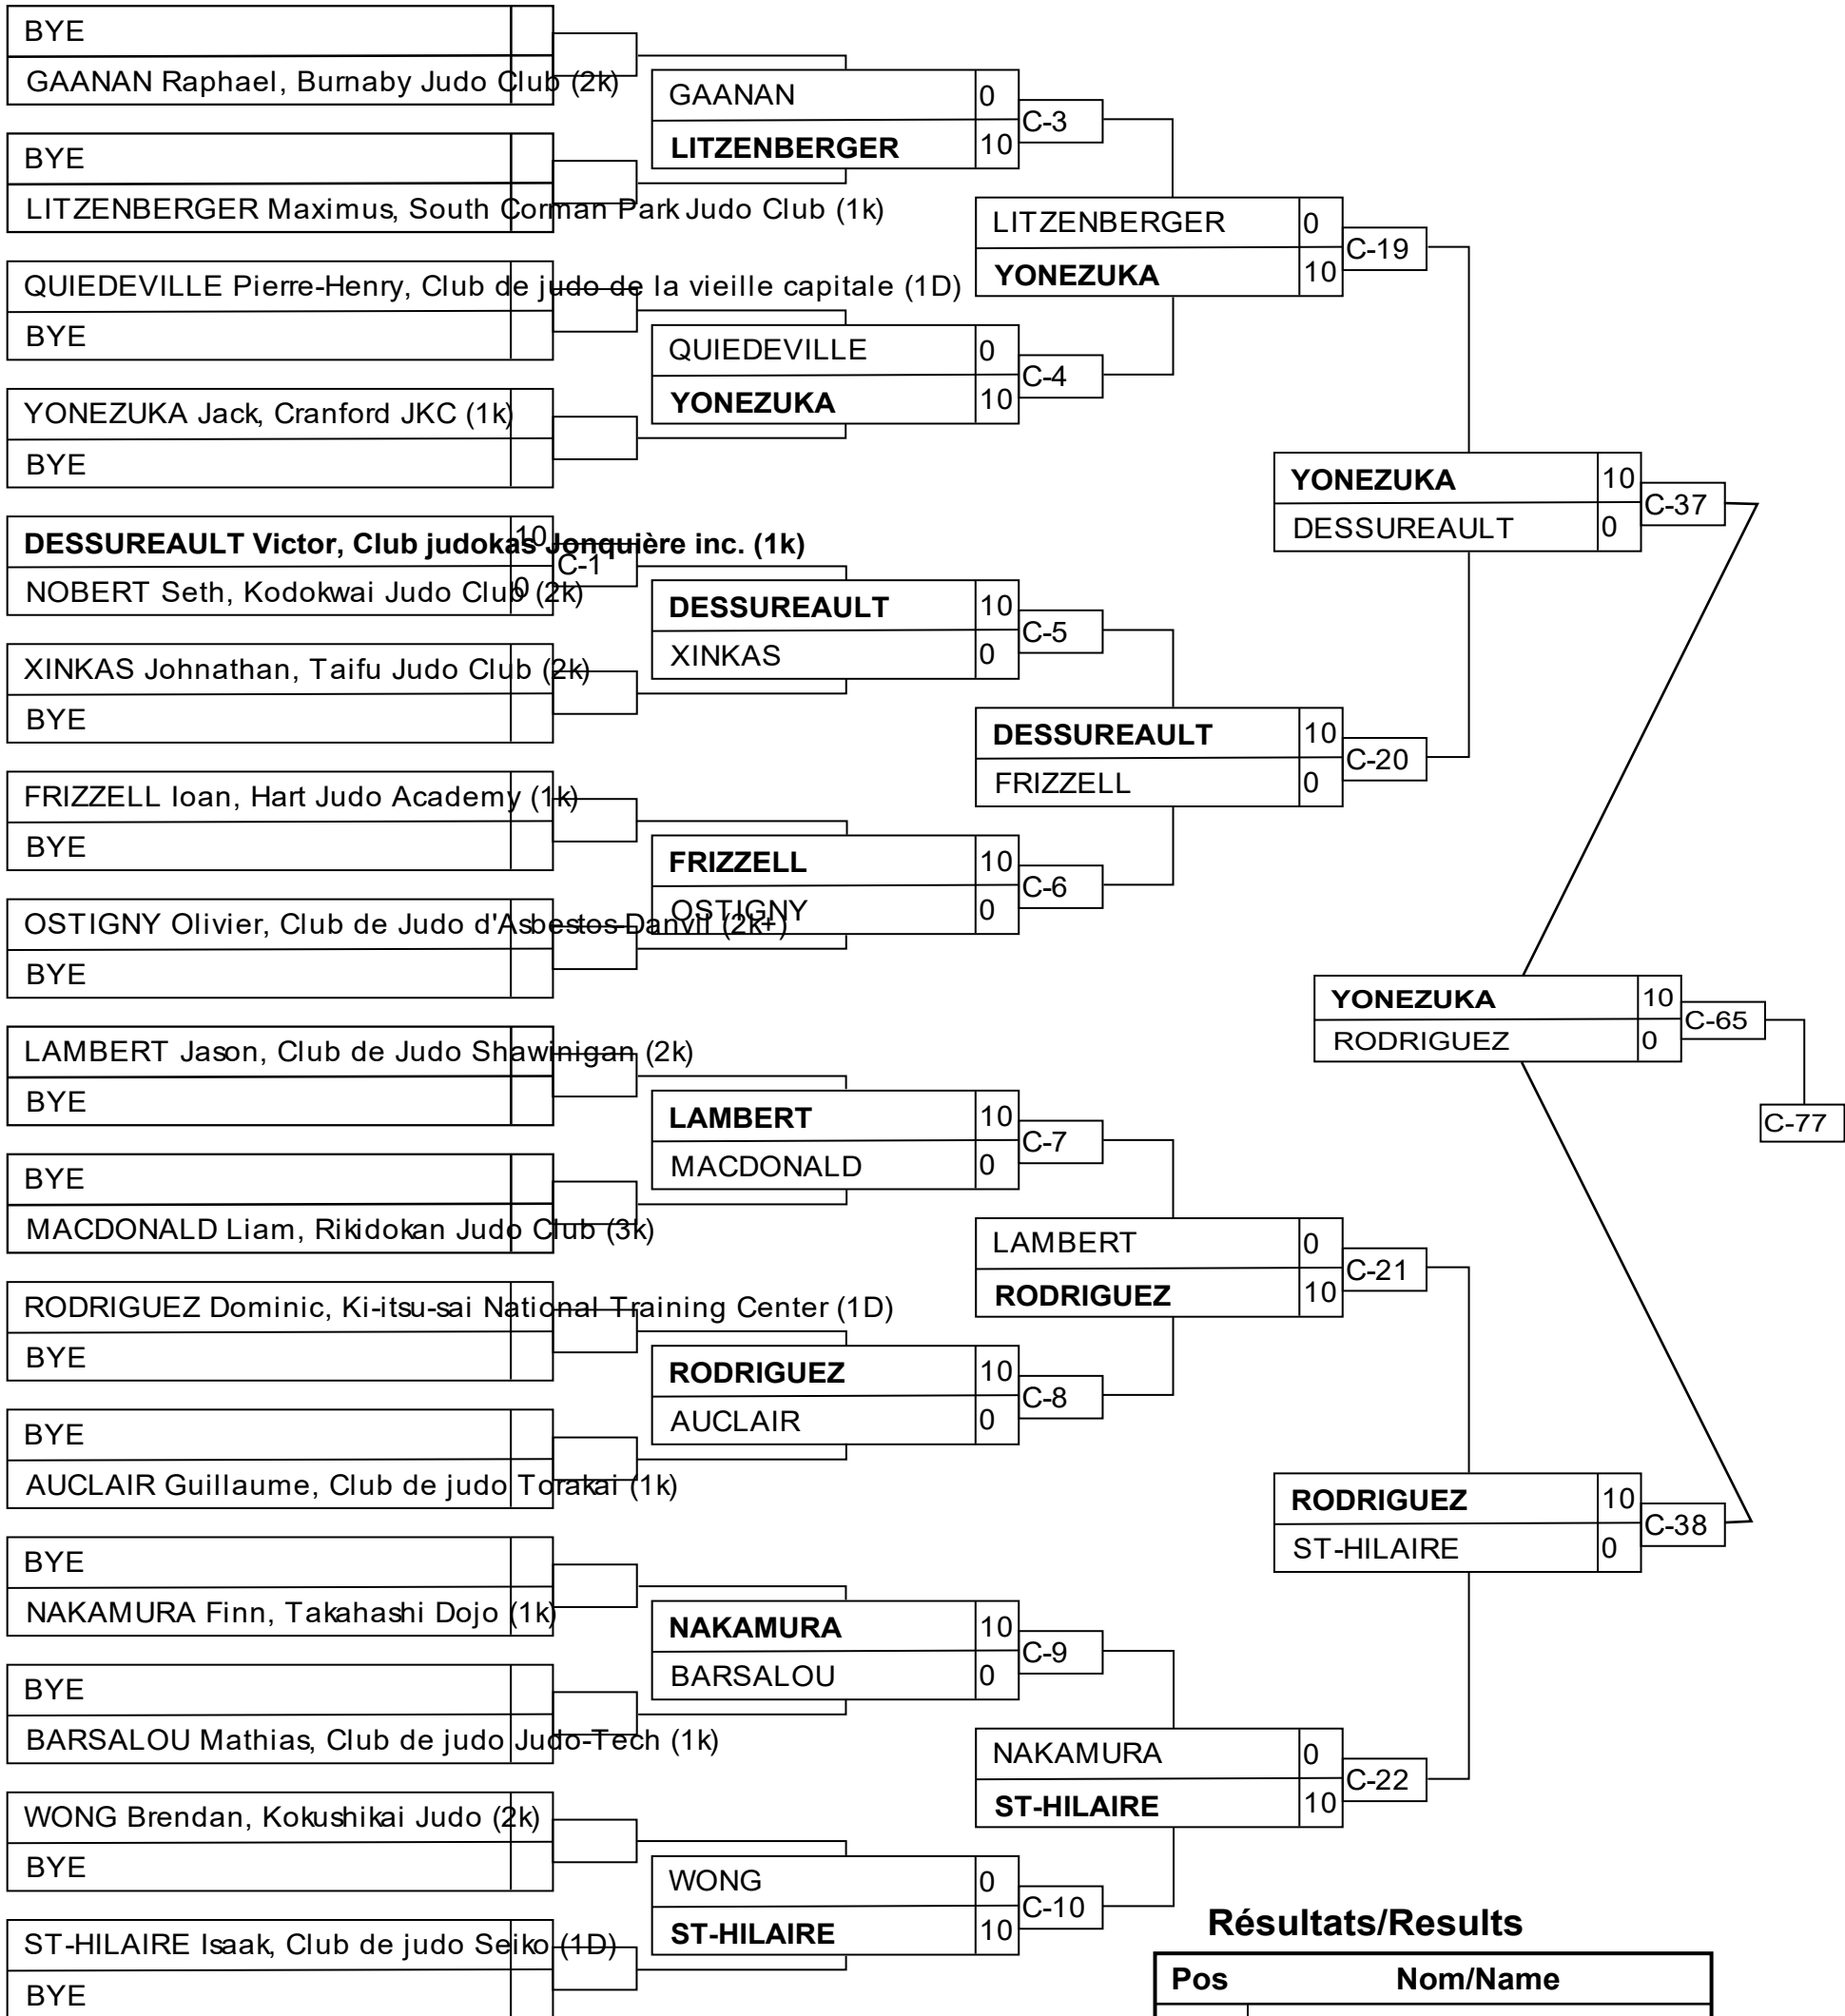 BYE
GAANAN Raphael, Burnaby Judo Club (2k)
BYE
LITZENBERGER Maximus, South Corman Park Judo Club (1k)
QUIEDEVILLE Pierre-Henry, Club de judo de la vieille capitale (1D)
BYE
YONEZUKA Jack, Cranford JKC (1k)
BYE
DESSUREAULT Victor, Club judokas Jonquière inc. (1k) 10
NOBERT Seth, Kodokwai Judo Club (2k) 0
C-1
XINKAS Johnathan, Taifu Judo Club (2k)
BYE
FRIZZELL Ioan, Hart Judo Academy (1k)
BYE
OSTIGNY Olivier, Club de Judo d'Asbestos-Danvil (2k+)
BYE
LAMBERT Jason, Club de Judo Shawinigan (2k)
BYE
BYE
MACDONALD Liam, Rikidokan Judo Club (3k)
RODRIGUEZ Dominic, Ki-itsu-sai National Training Center (1D)
BYE
BYE
AUCLAIR Guillaume, Club de judo Torakai (1k)
BYE
NAKAMURA Finn, Takahashi Dojo (1k)
BYE
BARSALOU Mathias, Club de judo Judo-Tech (1k)
WONG Brendan, Kokushikai Judo (2k)
BYE
ST-HILAIRE Isaak, Club de judo Seiko (1D)
BYE
GAANAN 0
LITZENBERGER 10
C-3
QUIEDEVILLE 0
YONEZUKA 10
C-4
DESSUREAULT 10
XINKAS 0
C-5
FRIZZELL 10
OSTIGNY 0
C-6
LAMBERT 10
MACDONALD 0
C-7
RODRIGUEZ 10
AUCLAIR 0
C-8
NAKAMURA 10
BARSALOU 0
C-9
WONG 0
ST-HILAIRE 10
C-10
LITZENBERGER 0
YONEZUKA 10
C-19
DESSUREAULT 10
FRIZZELL 0
C-20
LAMBERT 0
RODRIGUEZ 10
C-21
NAKAMURA 0
ST-HILAIRE 10
C-22
YONEZUKA 10
DESSUREAULT 0
C-37
RODRIGUEZ 10
ST-HILAIRE 0
C-38
YONEZUKA 10
RODRIGUEZ 0
C-65
C-77
Résultats/Results
Pos Nom/Name